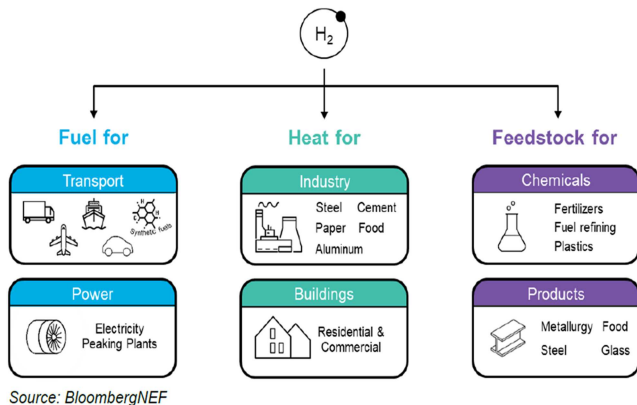 H2
Fuel for
Heat for
Feedstock for
Transport
Synthetic fuels
Industry
Steel Cement
Paper Food
Aluminum
Chemicals
Fertilizers
Fuel refining
Plastics
Power
Electricity
Peaking Plants
Buildings
Residential &
Commercial
Products
Metallurgy Food
Steel Glass
Source: BloombergNEF